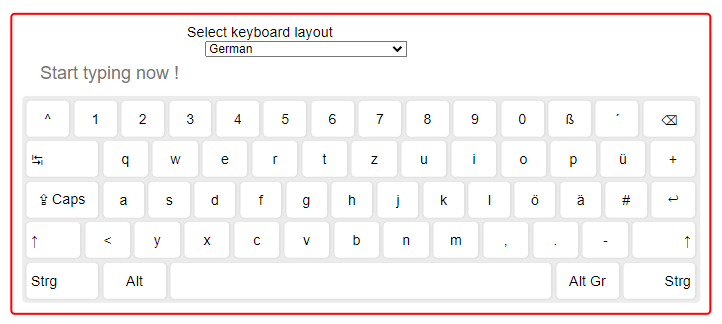 Select keyboard layout
German
Start typing now !
^ 1 2 3 4 5 6 7 8 9 0 ß ´ ⌫
↹ q w e r t z u i o p ü +
⇪ Caps a s d f g h j k l ö ä # ↩
↑ < y x c v b n m , . - ↑
Strg Alt Alt Gr Strg